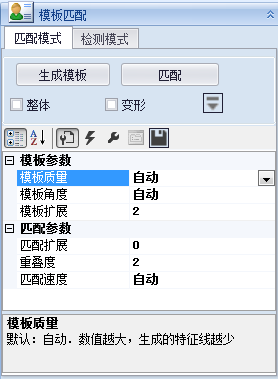 模板匹配
匹配模式 检测模式
生成模板 匹配
整体 变形
模板参数
模板质量 自动
模板角度 自动
模板扩展 2
匹配参数
匹配扩展 0
重叠度 2
匹配速度 自动
模板质量
默认：自动．数值越大，生成的特征线越少